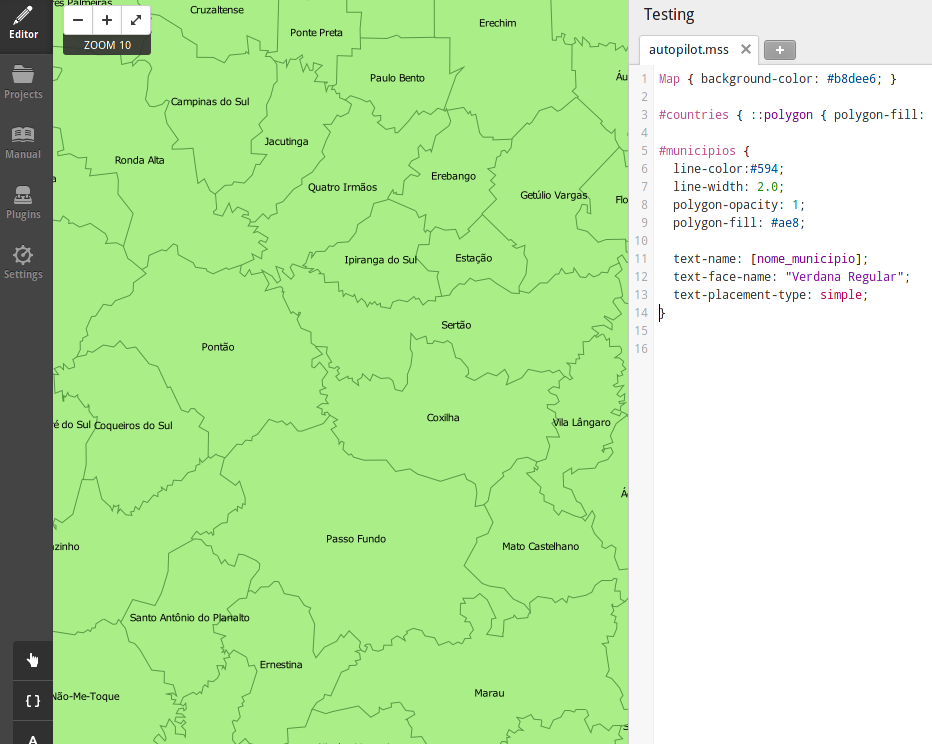 Editor
Projects
Manual
Plugins
Settings
{ }
A
− + 
ZOOM 10
Palmeiras
Cruzaltense
Ponte Preta
Erechim
Paulo Bento
Campinas do Sul
Jacutinga
Ronda Alta
Quatro Irmãos
Erebango
Getúlio Vargas
Ipiranga do Sul
Estação
Sertão
Pontão
Coxilha
Vila Lângaro
do Sul
Coqueiros do Sul
Passo Fundo
Mato Castelhano
Santo Antônio do Planalto
Ernestina
Não-Me-Toque
Marau
Testing
autopilot.mss ✕ +
1 Map { background-color: #b8dee6; }
2
3 #countries { ::polygon { polygon-fill:
4
5 #municipios {
6 line-color:#594;
7 line-width: 2.0;
8 polygon-opacity: 1;
9 polygon-fill: #ae8;
10
11 text-name: [nome_municipio];
12 text-face-name: "Verdana Regular";
13 text-placement-type: simple;
14 }
15
16